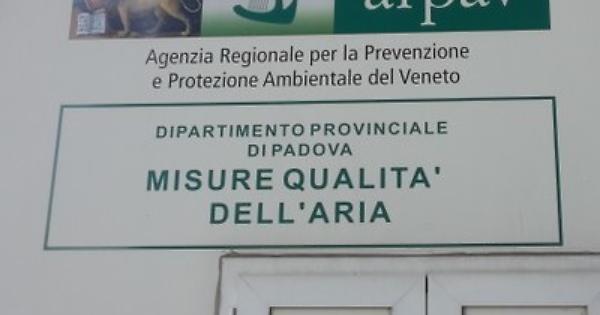 arpav
Agenzia Regionale per la Prevenzione
e Protezione Ambientale del Veneto
DIPARTIMENTO PROVINCIALE
DI PADOVA
MISURE QUALITA'
DELL'ARIA